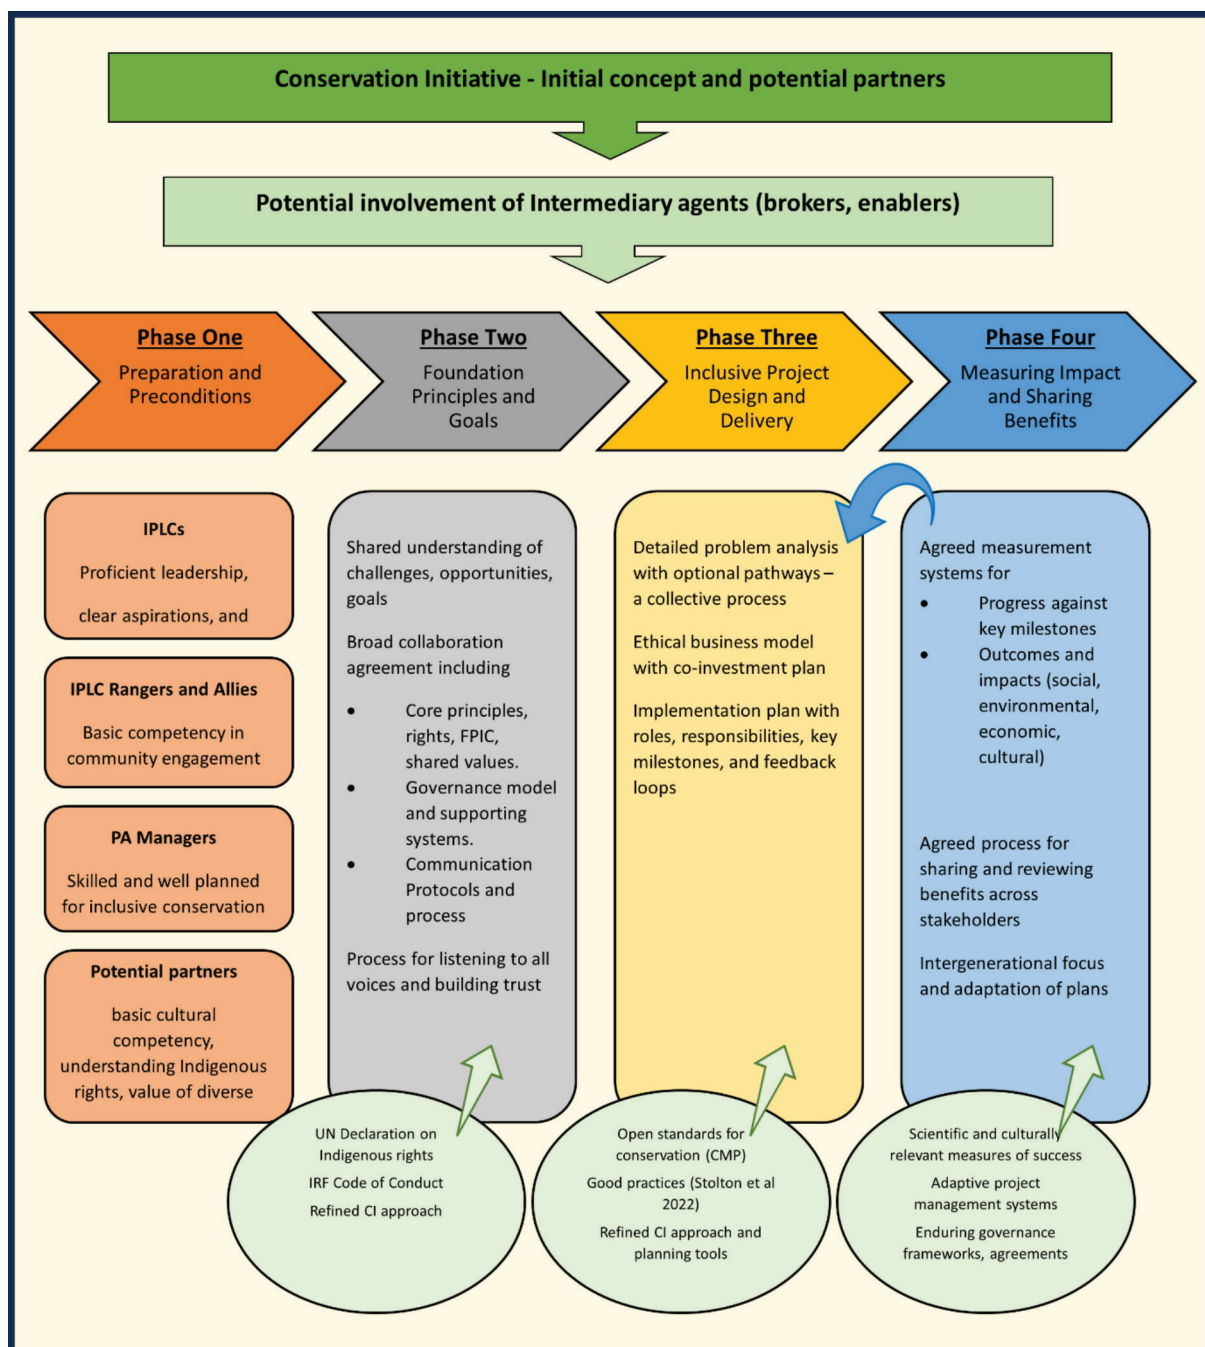 Conservation Initiative - Initial concept and potential partners
Potential involvement of Intermediary agents (brokers, enablers)
Phase One
Preparation and
Preconditions
Phase Two
Foundation
Principles and
Goals
Phase Three
Inclusive Project
Design and
Delivery
Phase Four
Measuring Impact
and Sharing
Benefits
IPLCs
Proficient leadership,
clear aspirations, and
IPLC Rangers and Allies
Basic competency in
community engagement
PA Managers
Skilled and well planned
for inclusive conservation
Potential partners
basic cultural
competency,
understanding Indigenous
rights, value of diverse
Shared understanding of
challenges, opportunities,
goals
Broad collaboration
agreement including
• Core principles,
rights, FPIC,
shared values.
• Governance model
and supporting
systems.
• Communication
Protocols and
process
Process for listening to all
voices and building trust
UN Declaration on
Indigenous rights
IRF Code of Conduct
Refined CI approach
Detailed problem analysis
with optional pathways –
a collective process
Ethical business model
with co-investment plan
Implementation plan with
roles, responsibilities, key
milestones, and feedback
loops
Open standards for
conservation (CMP)
Good practices (Stolton et al
2022)
Refined CI approach and
planning tools
Agreed measurement
systems for
• Progress against
key milestones
• Outcomes and
impacts (social,
environmental,
economic,
cultural)
Agreed process for
sharing and reviewing
benefits across
stakeholders
Intergenerational focus
and adaptation of plans
Scientific and culturally
relevant measures of success
Adaptive project
management systems
Enduring governance
frameworks, agreements